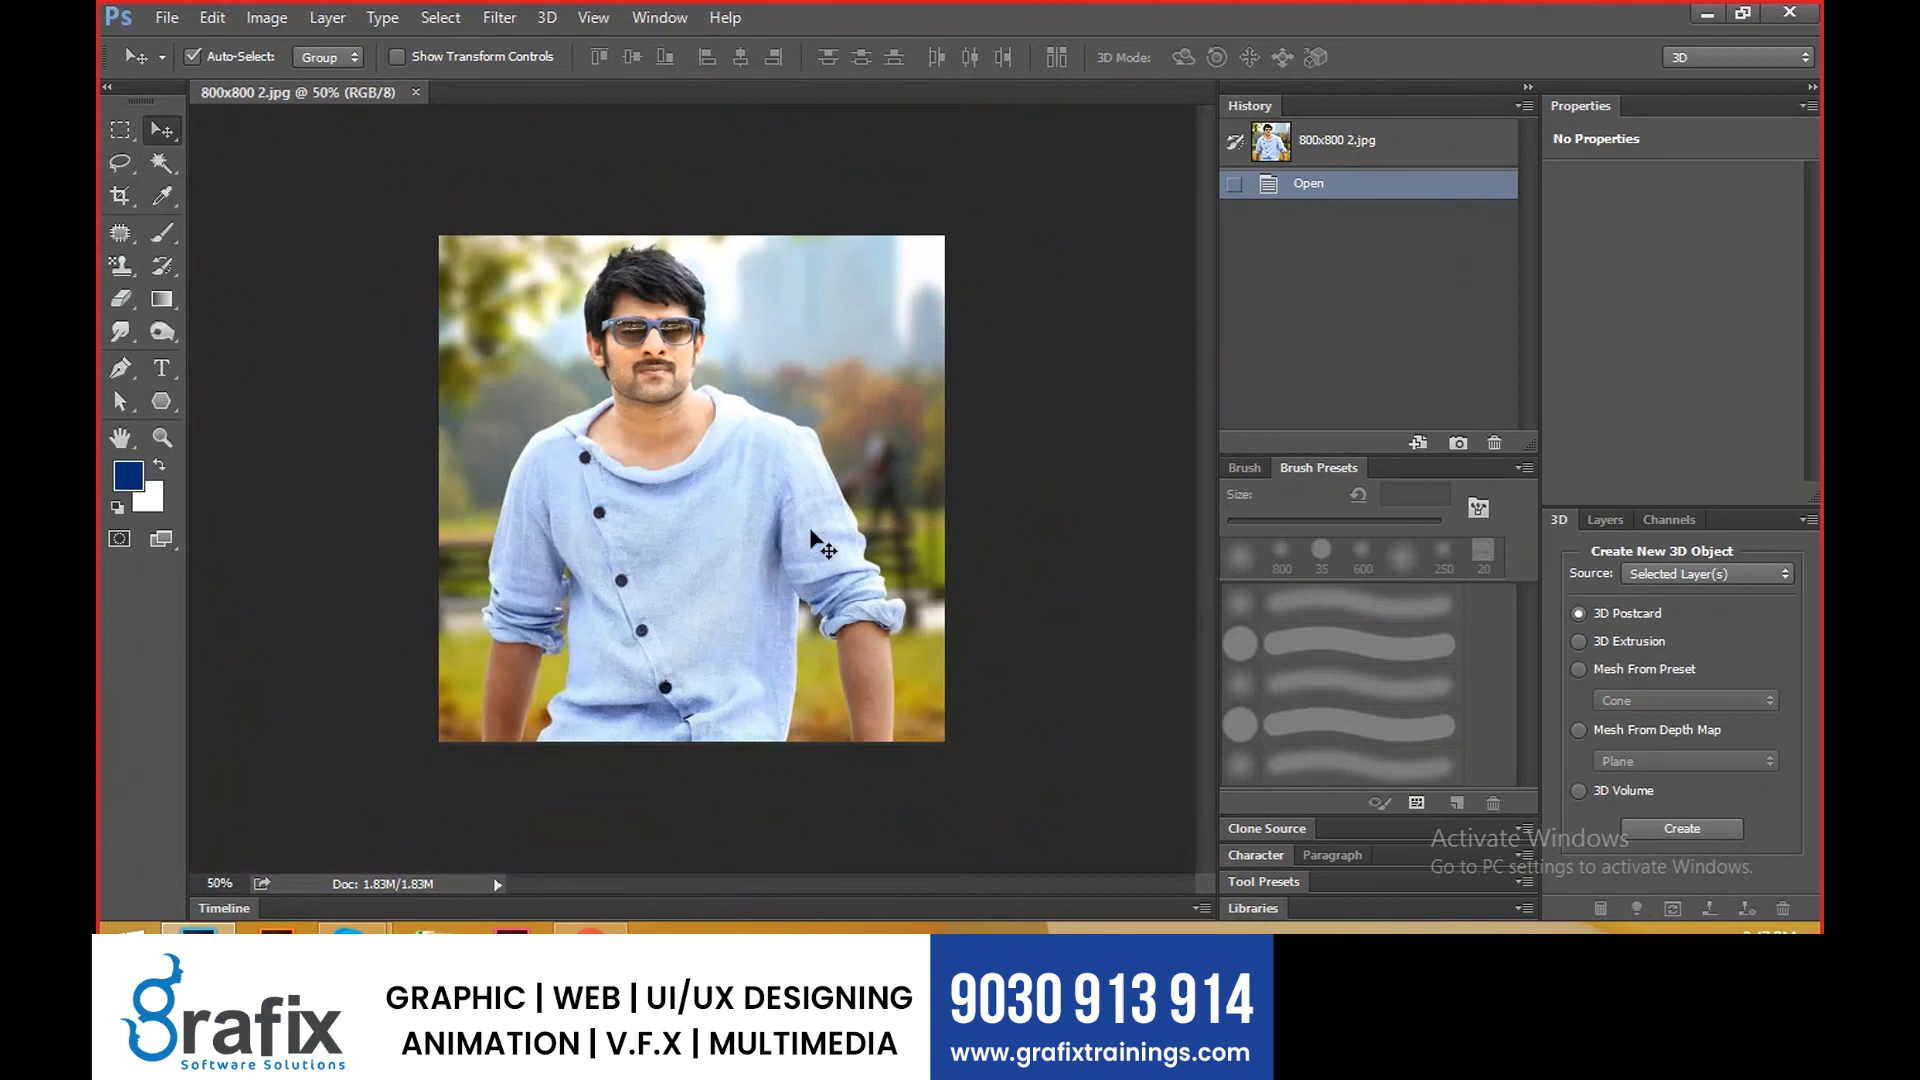 Ps File Edit Image Layer Type Select Filter 3D View Window Help
Auto-Select: Group Show Transform Controls 3D Mode: 3D
800x800 2.jpg @ 50% (RGB/8) ×
History
800x800 2.jpg
Open
Properties
No Properties
Brush Brush Presets
Size:
800 35 600 250 20
Clone Source
Character Paragraph
Tool Presets
Libraries
3D Layers Channels
Create New 3D Object
Source: Selected Layer(s)
3D Postcard
3D Extrusion
Mesh From Preset
Cone
Mesh From Depth Map
Plane
3D Volume
Create
Activate Windows
Go to PC settings to activate Windows.
50% Doc: 1.83M/1.83M
Timeline
grafix
Software Solutions
GRAPHIC | WEB | UI/UX DESIGNING
ANIMATION | V.F.X | MULTIMEDIA
9030 913 914
www.grafixtrainings.com